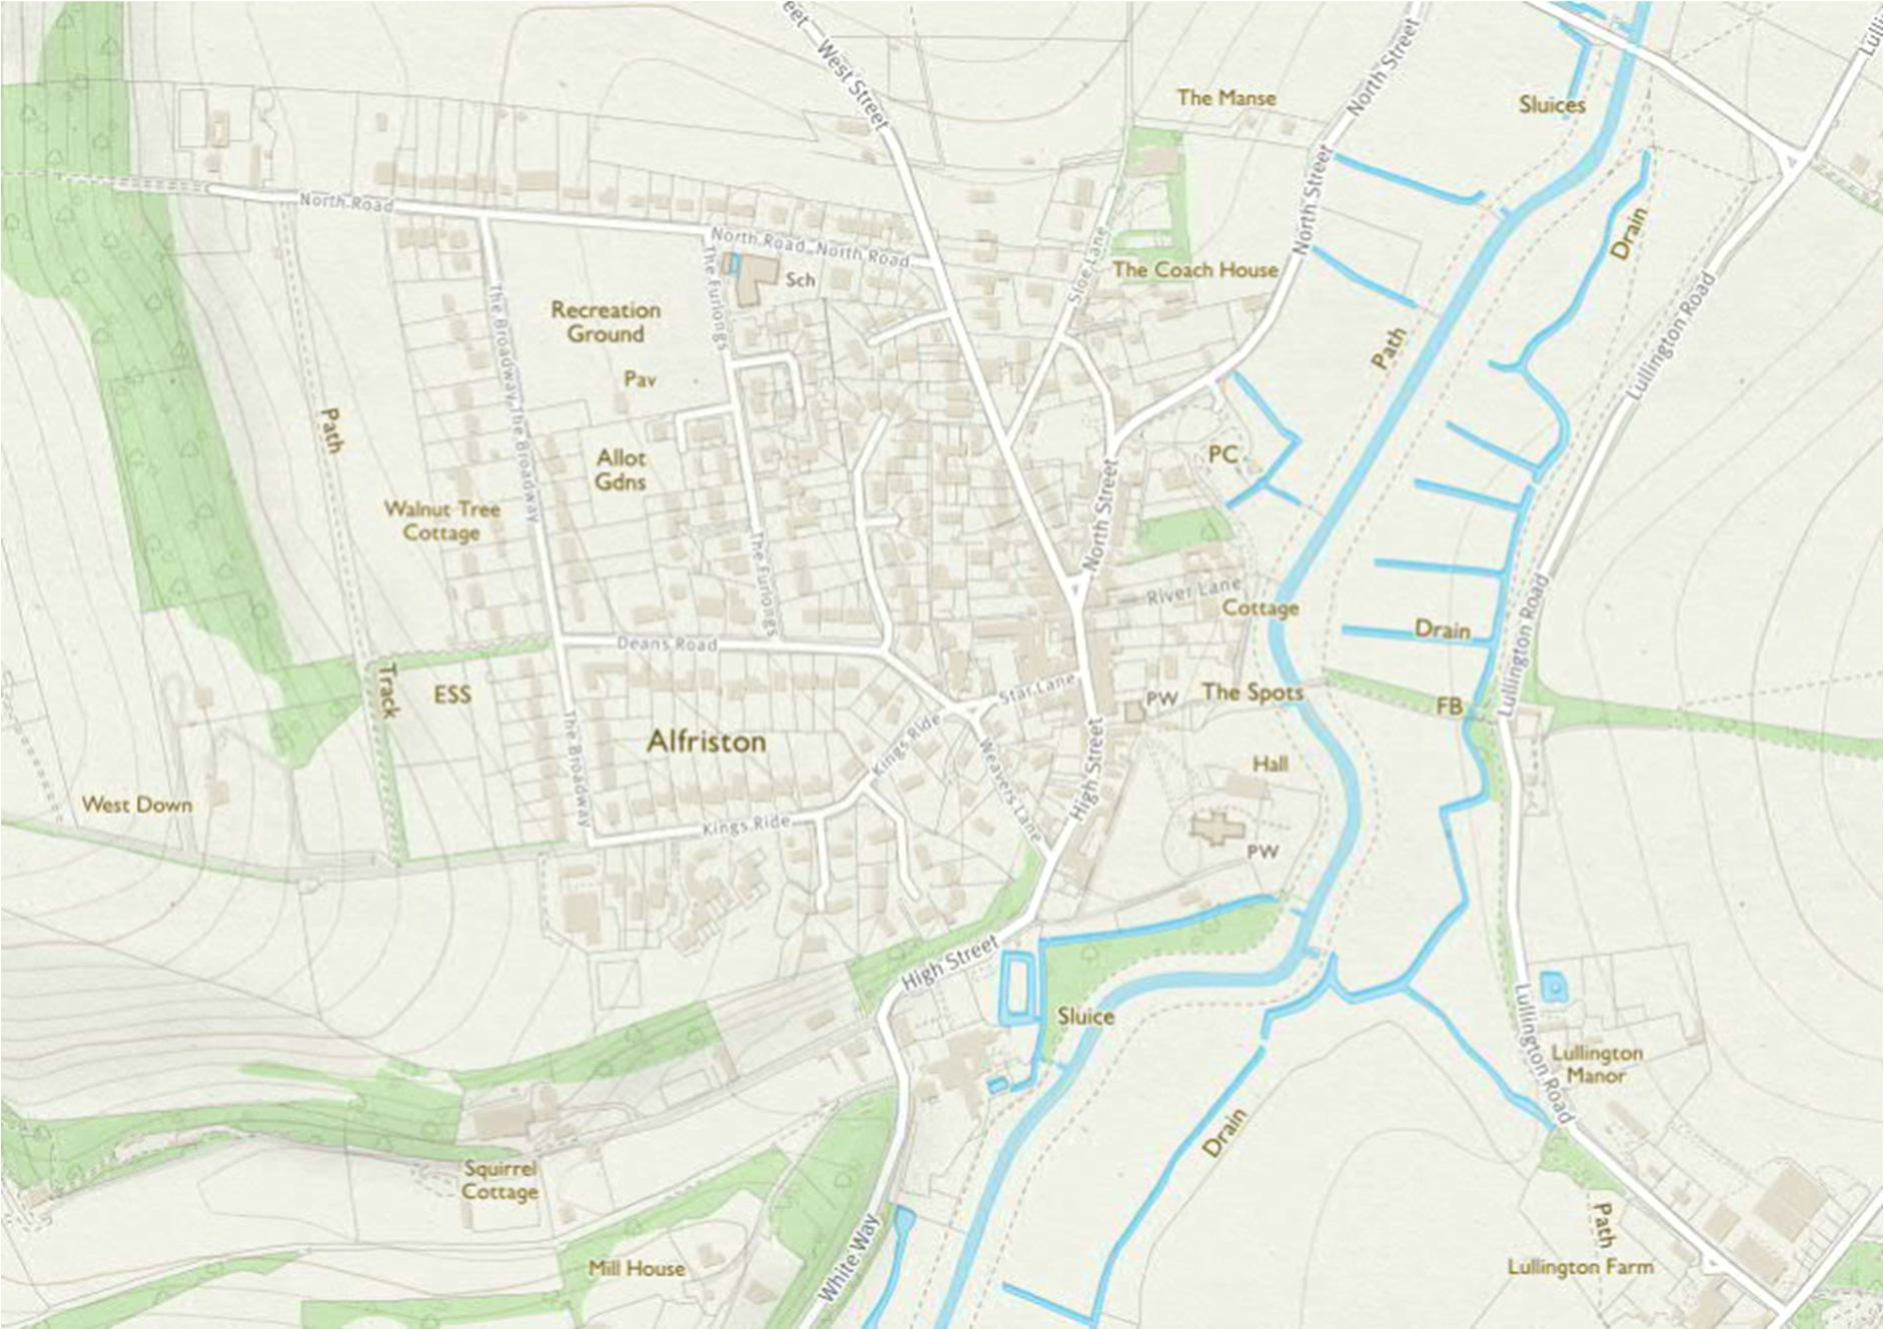 eet
West Street
North Street
Sluices
The Manse
Lulli
North Street
North Road
North Road
North Road
Drain
Sloe Lane
The Coach House
Sch
The Furlongs
Recreation
Ground
The Broadway
Lullington Road
Path
Pav
Path
The Broadway
Allot
Gdns
PC
Walnut Tree
Cottage
North Street
The Furlongs
River Lane
Cottage
Drain
Lullington Road
Deans Road
Track
ESS
Star Lane
PW
The Spots
FB
Alfriston
Kings Ride
The Broadway
Weavers Lane
High Street
Hall
West Down
Kings Ride
PW
High Street
Sluice
Lullington Road
Lullington
Manor
Drain
Squirrel
Cottage
Path
White Way
Mill House
Lullington Farm